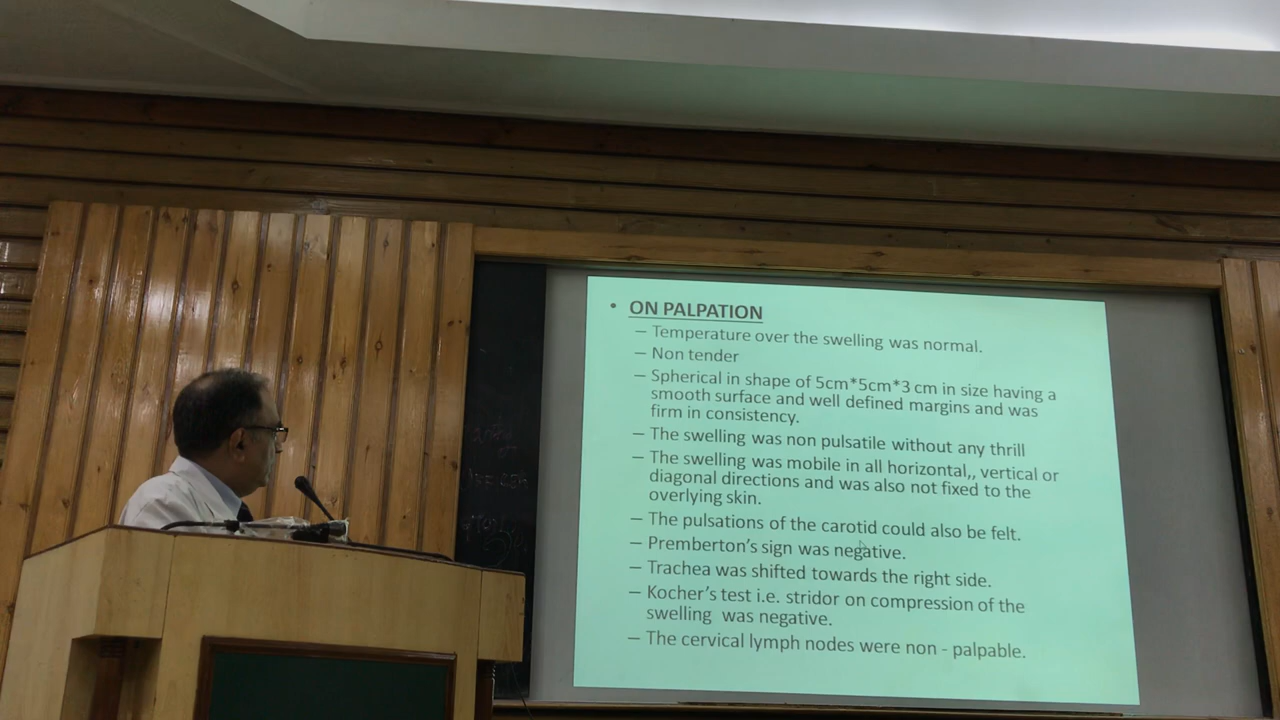 • ON PALPATION
– Temperature over the swelling was normal.
– Non tender
– Spherical in shape of 5cm*5cm*3 cm in size having a
smooth surface and well defined margins and was
firm in consistency.
– The swelling was non pulsatile without any thrill
– The swelling was mobile in all horizontal,, vertical or
diagonal directions and was also not fixed to the
overlying skin.
– The pulsations of the carotid could also be felt.
– Premberton's sign was negative.
– Trachea was shifted towards the right side.
– Kocher's test i.e. stridor on compression of the
swelling was negative.
– The cervical lymph nodes were non - palpable.